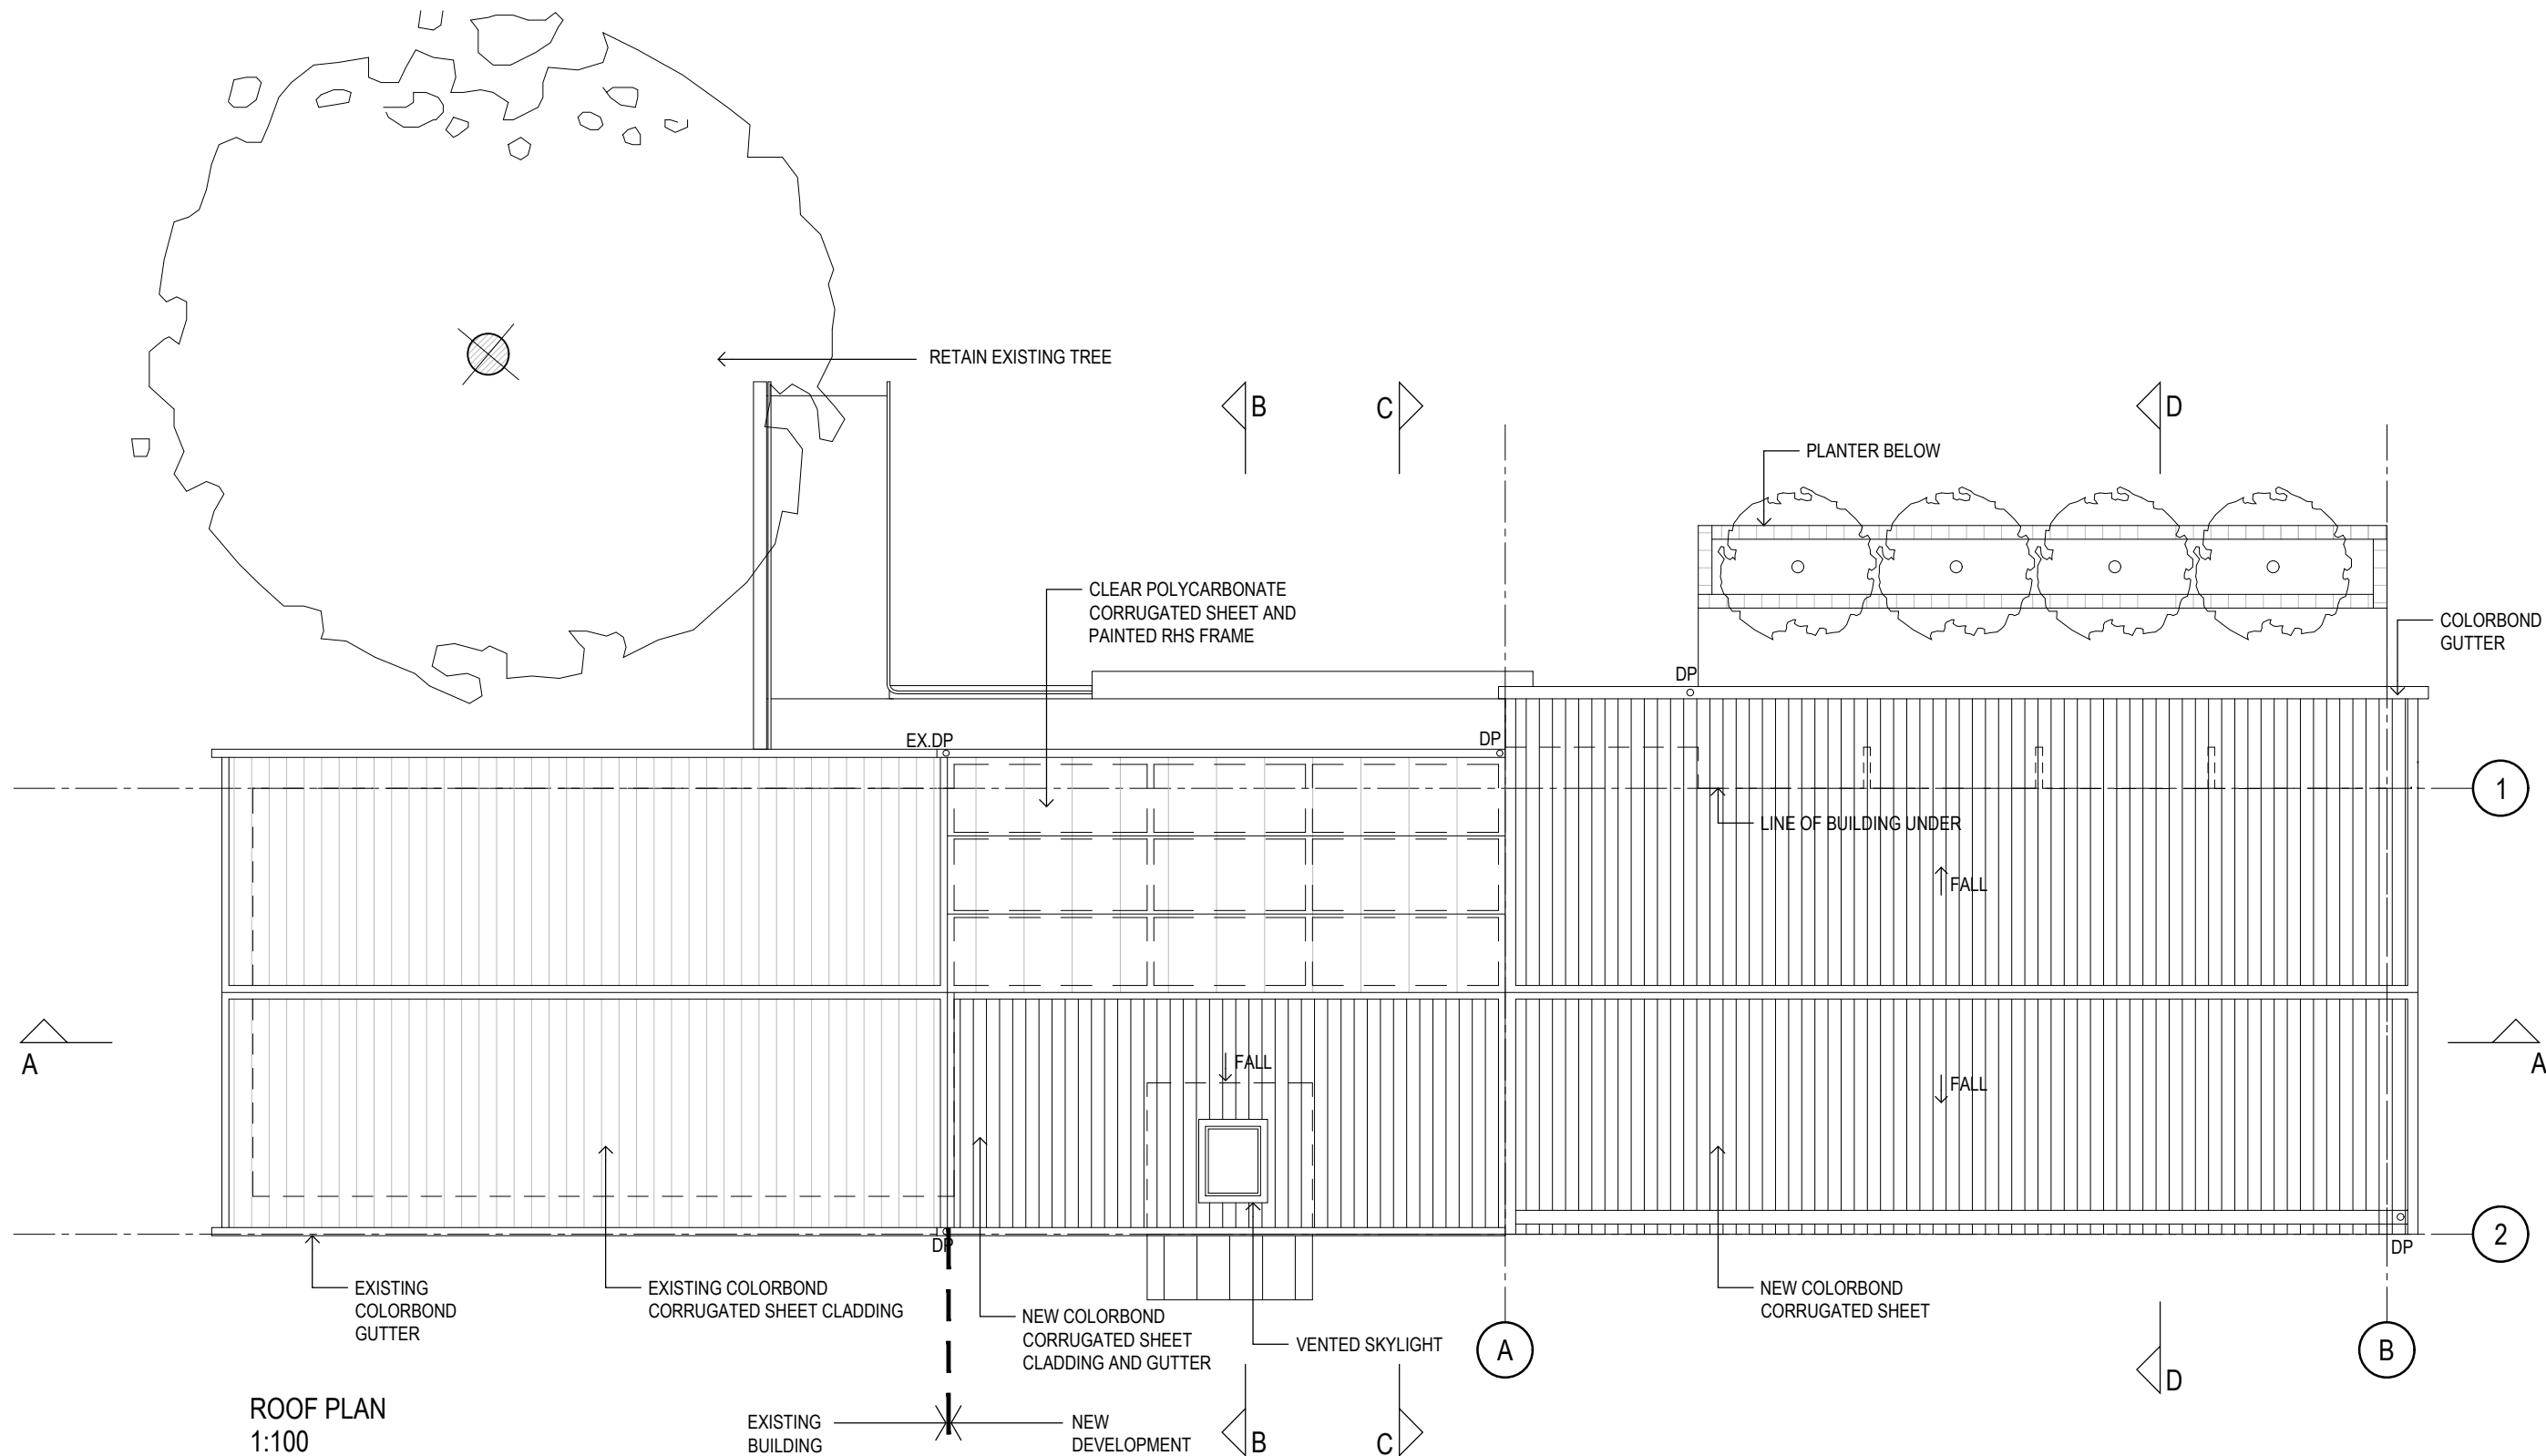 RETAIN EXISTING TREE
B
C
D
PLANTER BELOW
CLEAR POLYCARBONATE
CORRUGATED SHEET AND
PAINTED RHS FRAME
COLORBOND
GUTTER
DP
EX.DP
DP
1
LINE OF BUILDING UNDER
FALL
A
FALL
FALL
A
2
DP
DP
EXISTING
COLORBOND
GUTTER
EXISTING COLORBOND
CORRUGATED SHEET CLADDING
NEW COLORBOND
CORRUGATED SHEET
CLADDING AND GUTTER
VENTED SKYLIGHT
NEW COLORBOND
CORRUGATED SHEET
A
B
D
ROOF PLAN
1:100
EXISTING
BUILDING
NEW
DEVELOPMENT
B
C